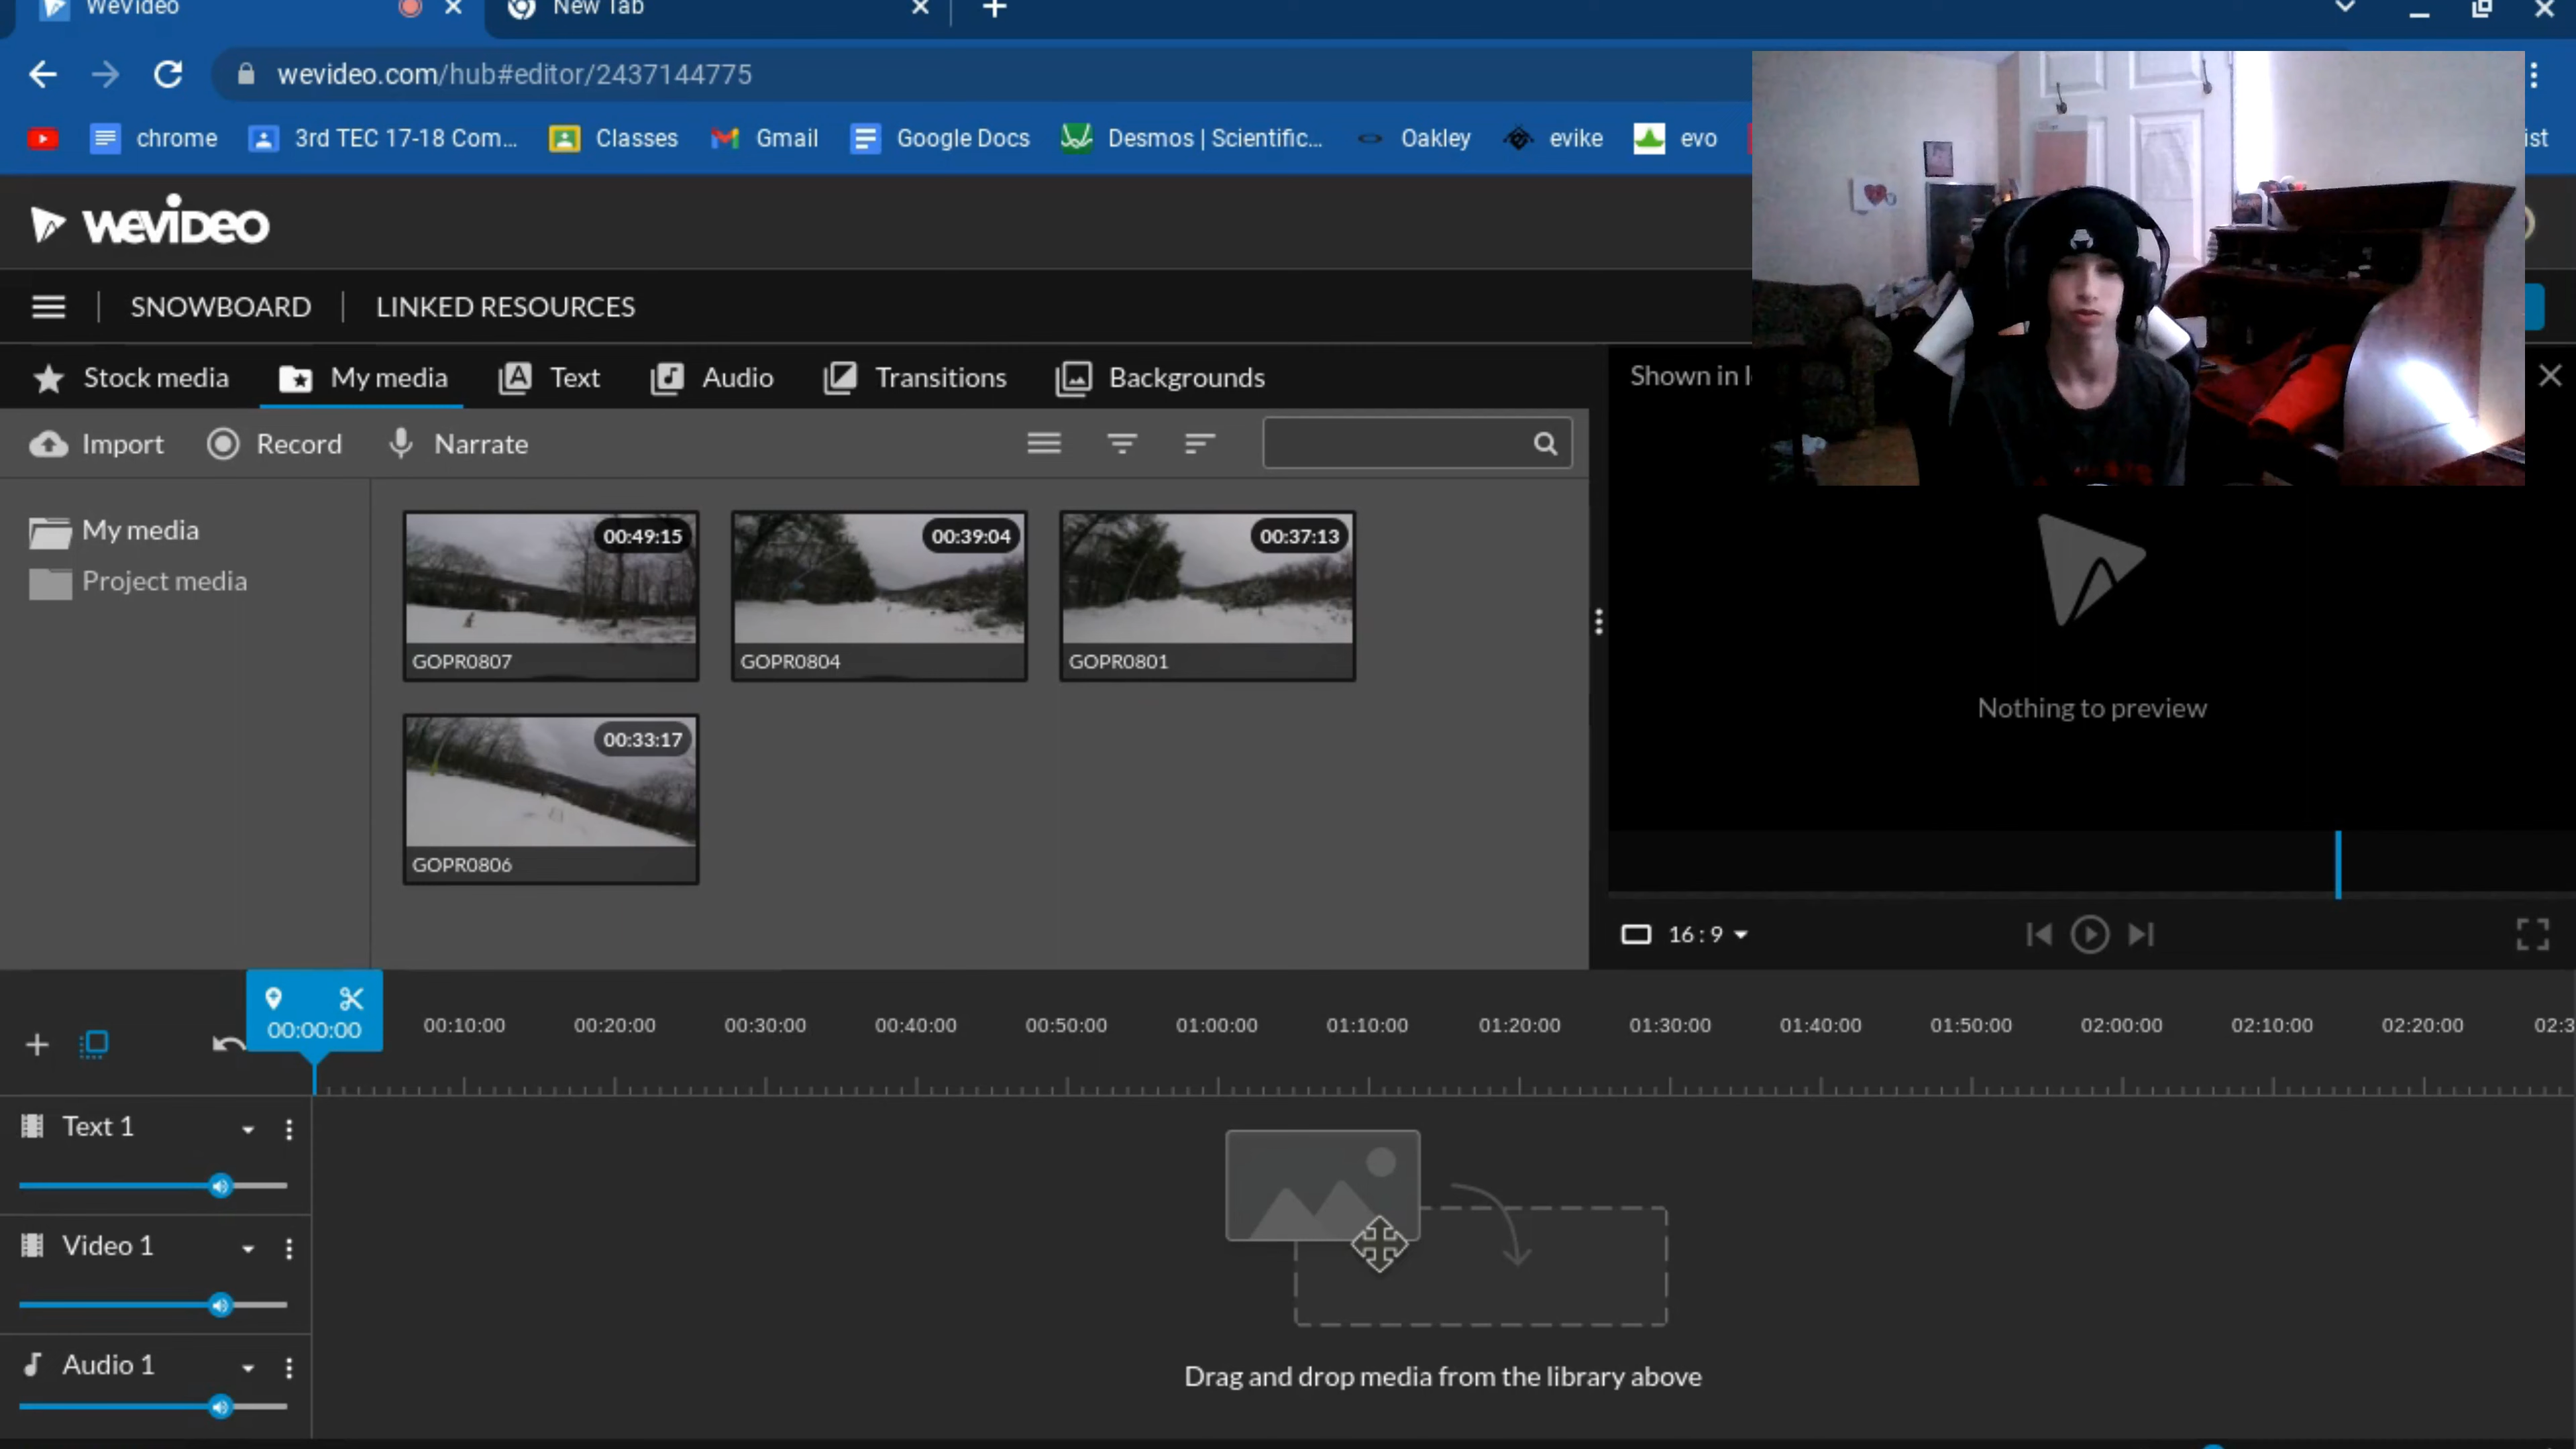 WeVideo
New Tab
wevideo.com/hub#editor/2437144775
chrome
3rd TEC 17-18 Com...
Classes
Gmail
Google Docs
Desmos | Scientific...
Oakley
evike
evo
ist
WEVIDEO
SNOWBOARD
LINKED RESOURCES
Stock media
My media
Text
Audio
Transitions
Backgrounds
Shown in
Import
Record
Narrate
My media
Project media
00:49:15
00:39:04
00:37:13
GOPR0807
GOPR0804
GOPR0801
00:33:17
GOPR0806
Nothing to preview
16 : 9
00:00:00
00:10:00
00:20:00
00:30:00
00:40:00
00:50:00
01:00:00
01:10:00
01:20:00
01:30:00
01:40:00
01:50:00
02:00:00
02:10:00
02:20:00
02:3
Text 1
Video 1
Audio 1
Drag and drop media from the library above